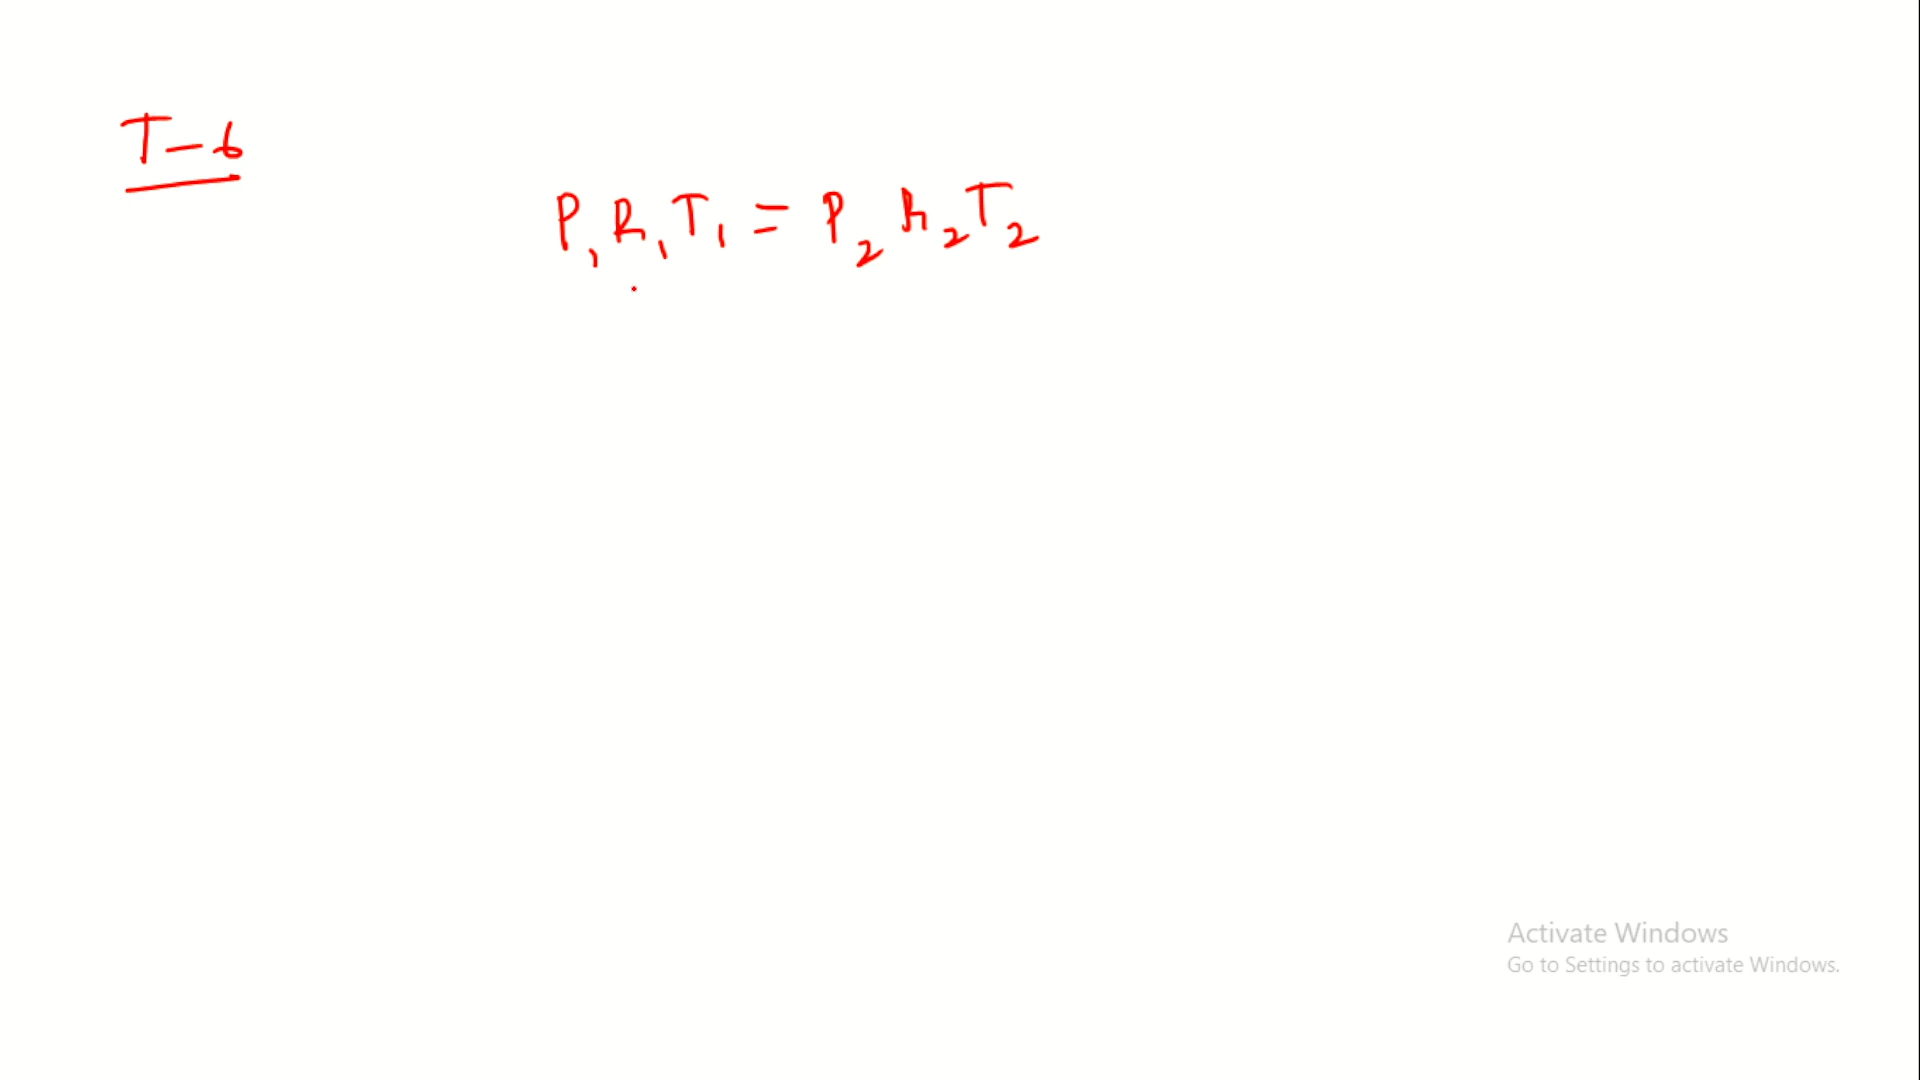 T-6
P₁R₁T₁ = P₂R₂T₂
Activate Windows
Go to Settings to activate Windows.